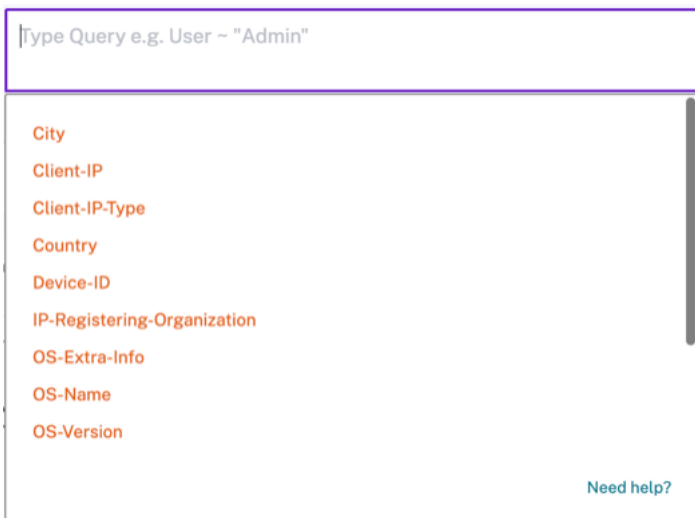 Type Query e.g. User ~ "Admin"
City
Client-IP
Client-IP-Type
Country
Device-ID
IP-Registering-Organization
OS-Extra-Info
OS-Name
OS-Version
Need help?